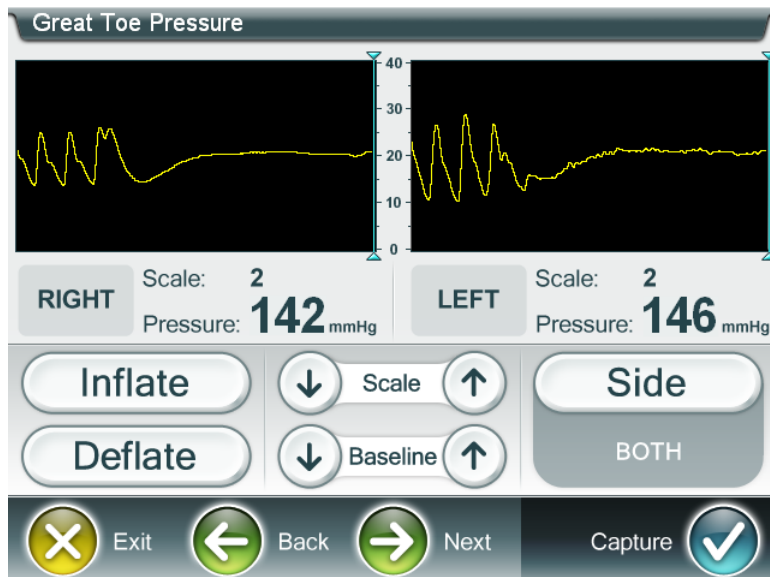 Great Toe Pressure
40
30
20
10
0
RIGHT
Scale: 2
Pressure: 142 mmHg
LEFT
Scale: 2
Pressure: 146 mmHg
Inflate
Scale
Side
Deflate
Baseline
BOTH
Exit
Back
Next
Capture